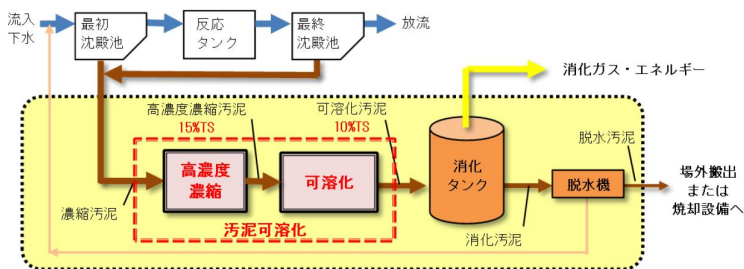 流入
下水
最初
沈殿池
反応
タンク
最終
沈殿池
放流
消化ガス・エネルギー
高濃度濃縮汚泥
15%TS
可溶化汚泥
10%TS
高濃度
濃縮
可溶化
消化
タンク
脱水機
脱水汚泥
場外搬出
または
焼却設備へ
濃縮汚泥
汚泥可溶化
消化汚泥